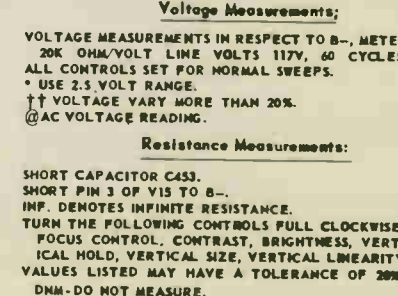 Voltage Measurements;
VOLTAGE MEASUREMENTS IN RESPECT TO B–, METE
20K OHM/VOLT LINE VOLTS 117V, 60 CYCLE
ALL CONTROLS SET FOR NORMAL SWEEPS.
* USE 2.5 VOLT RANGE.
†† VOLTAGE VARY MORE THAN 20%.
@ AC VOLTAGE READING.
Resistance Measurements:
SHORT CAPACITOR C453.
SHORT PIN 3 OF V15 TO B–.
INF. DENOTES INFINITE RESISTANCE.
TURN THE FOLLOWING CONTROLS FULL CLOCKWISE
FOCUS CONTROL, CONTRAST, BRIGHTNESS, VERT
ICAL HOLD, VERTICAL SIZE, VERTICAL LINEARITY
VALUES LISTED MAY HAVE A TOLERANCE OF 20%
DNM-DO NOT MEASURE.